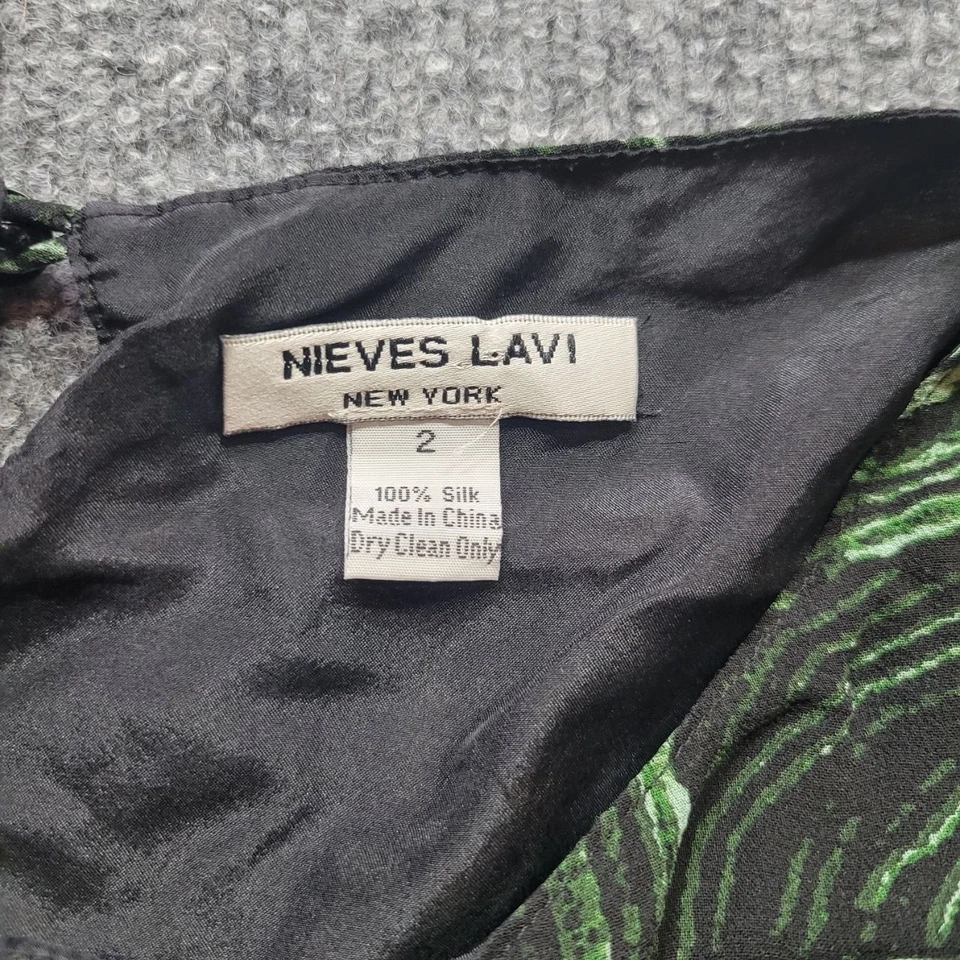 NIEVES LAVI
NEW YORK
2
100% Silk
Made In China
Dry Clean Only